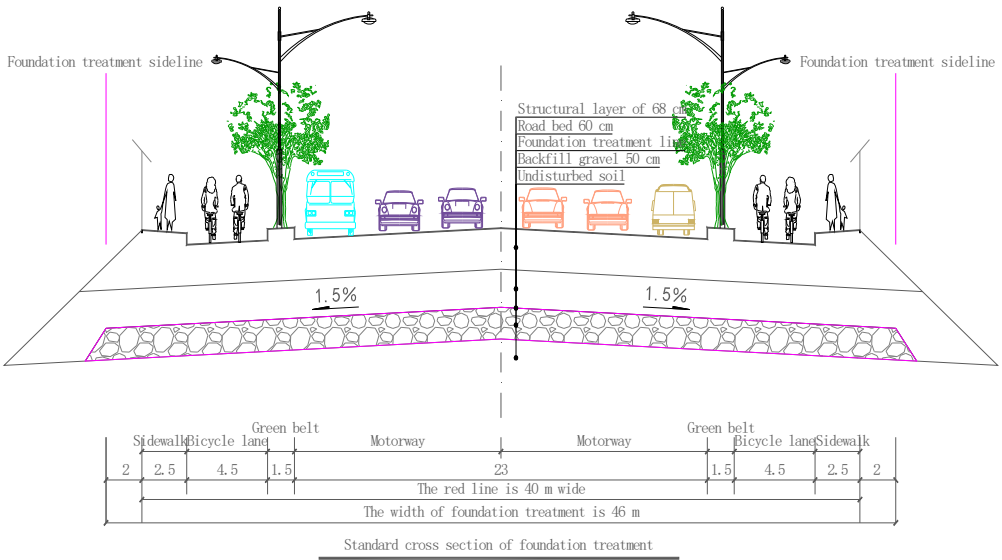 Foundation treatment sideline
Foundation treatment sideline
Structural layer of 68 cm
Road bed 60 cm
Foundation treatment line
Backfill gravel 50 cm
Undisturbed soil
1.5%
1.5%
Green belt
Green belt
Sidewalk Bicycle lane Motorway Motorway Bicycle lane Sidewalk
2 2.5 4.5 1.5 23 1.5 4.5 2.5 2
The red line is 40 m wide
The width of foundation treatment is 46 m
Standard cross section of foundation treatment